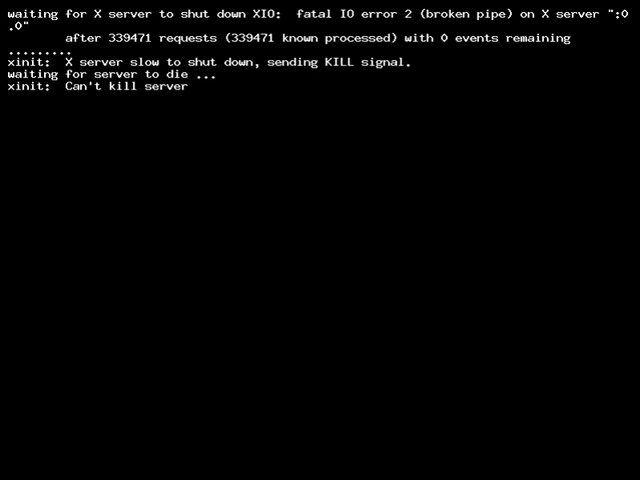 waiting for X server to shut down XIO:  fatal IO error 2 (broken pipe) on X server ":0
.0"
        after 339471 requests (339471 known processed) with 0 events remaining
.........
xinit:  X server slow to shut down, sending KILL signal.
waiting for server to die ...
xinit:  Can't kill server